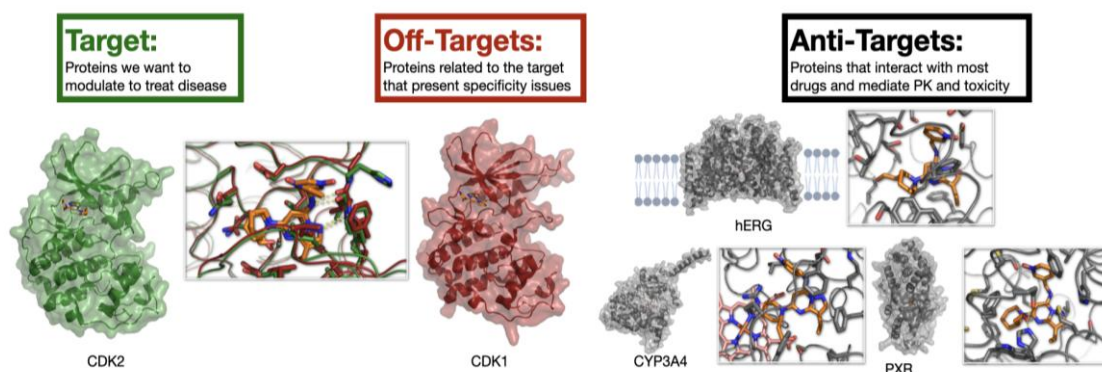 Target:
Proteins we want to
modulate to treat disease
Off-Targets:
Proteins related to the target
that present specificity issues
Anti-Targets:
Proteins that interact with most
drugs and mediate PK and toxicity
hERG
CDK2
CDK1
CYP3A4
PXR